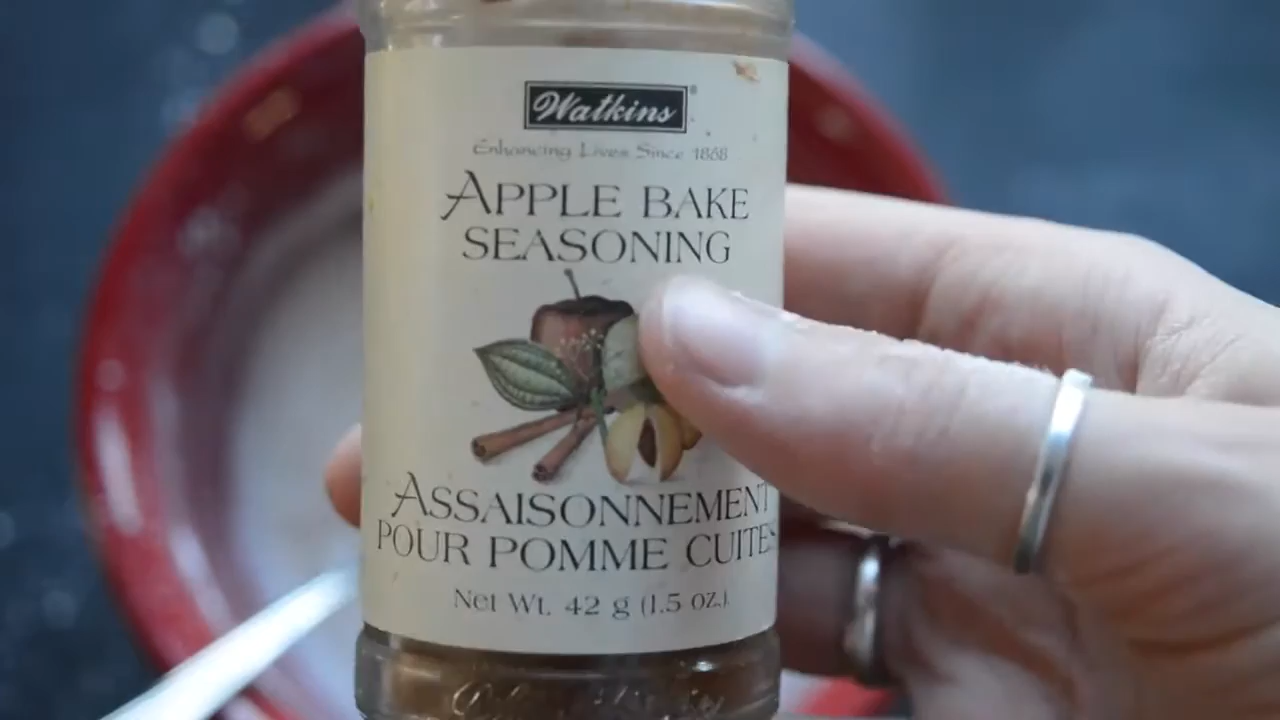 Watkins
Enhancing Lives Since 1868
APPLE BAKE
SEASONING
ASSAISONNEMENT
POUR POMME CUITES
Net Wt. 42 g (1.5 oz.)